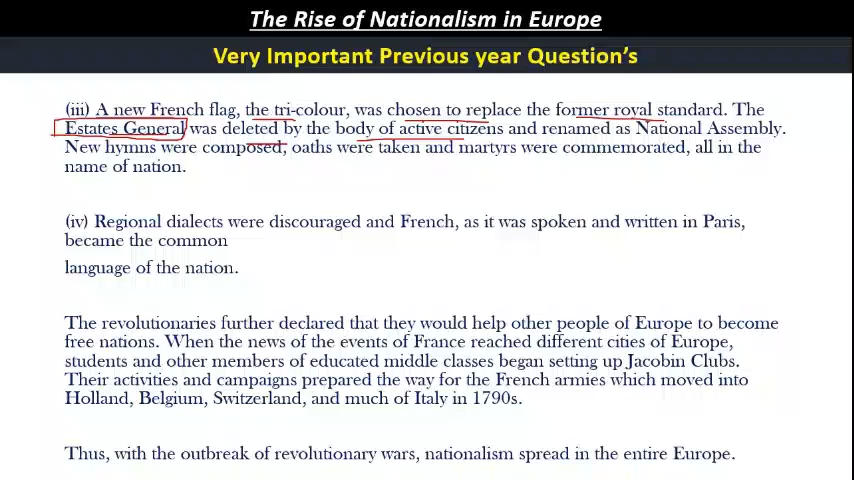 The Rise of Nationalism in Europe
Very Important Previous year Question's
(iii) A new French flag, the tri-colour, was chosen to replace the former royal standard. The
Estates General was deleted by the body of active citizens and renamed as National Assembly.
New hymns were composed, oaths were taken and martyrs were commemorated, all in the
name of nation.
(iv) Regional dialects were discouraged and French, as it was spoken and written in Paris,
became the common
language of the nation.
The revolutionaries further declared that they would help other people of Europe to become
free nations. When the news of the events of France reached different cities of Europe,
students and other members of educated middle classes began setting up Jacobin Clubs.
Their activities and campaigns prepared the way for the French armies which moved into
Holland, Belgium, Switzerland, and much of Italy in 1790s.
Thus, with the outbreak of revolutionary wars, nationalism spread in the entire Europe.